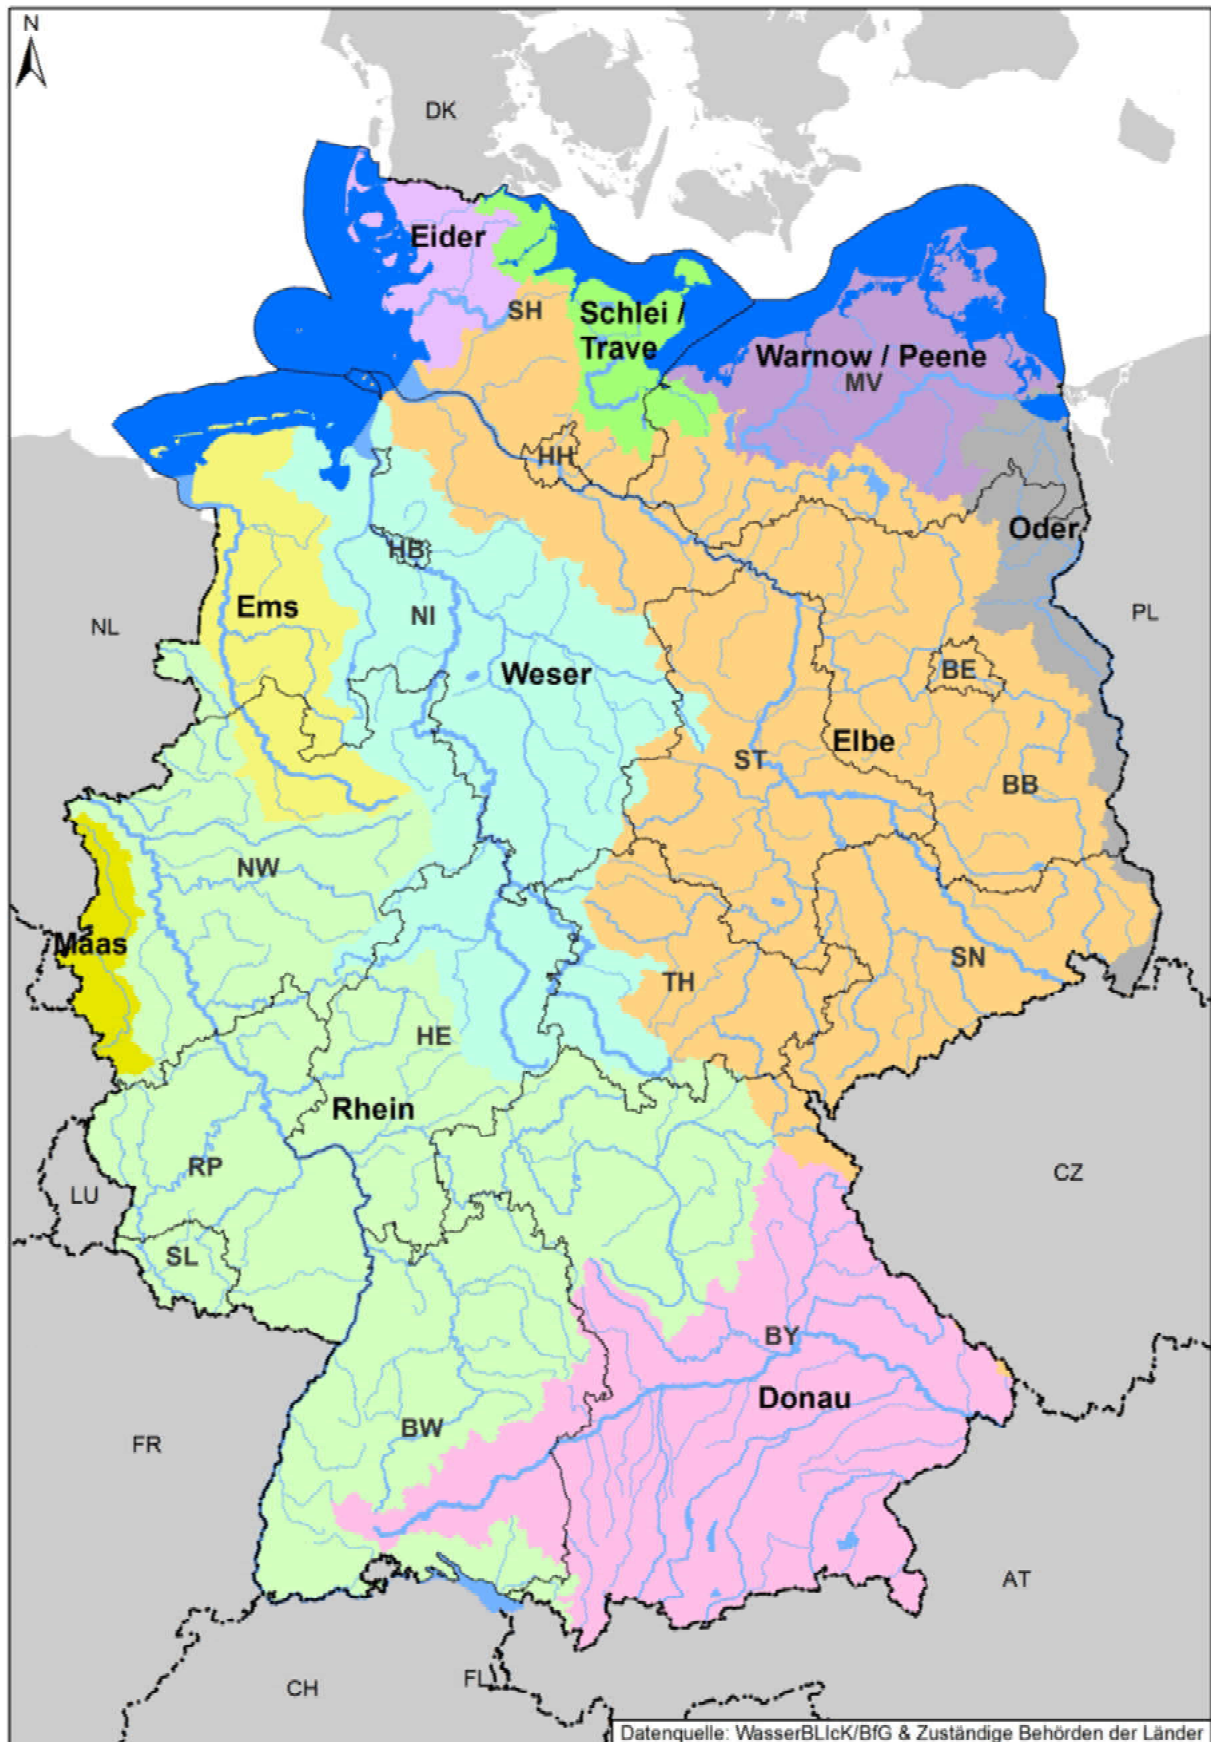 N
DK
Eider
SH
Schlei /
Trave
Warnow / Peene
MV
HH
Oder
HB
Ems
NI
NL
PL
Weser
BE
Elbe
ST
BB
NW
Maas
SN
TH
HE
Rhein
RP
CZ
LU
SL
BY
Donau
BW
FR
AT
CH
FL
Datenquelle: WasserBLIcK/BfG & Zuständige Behörden der Länder